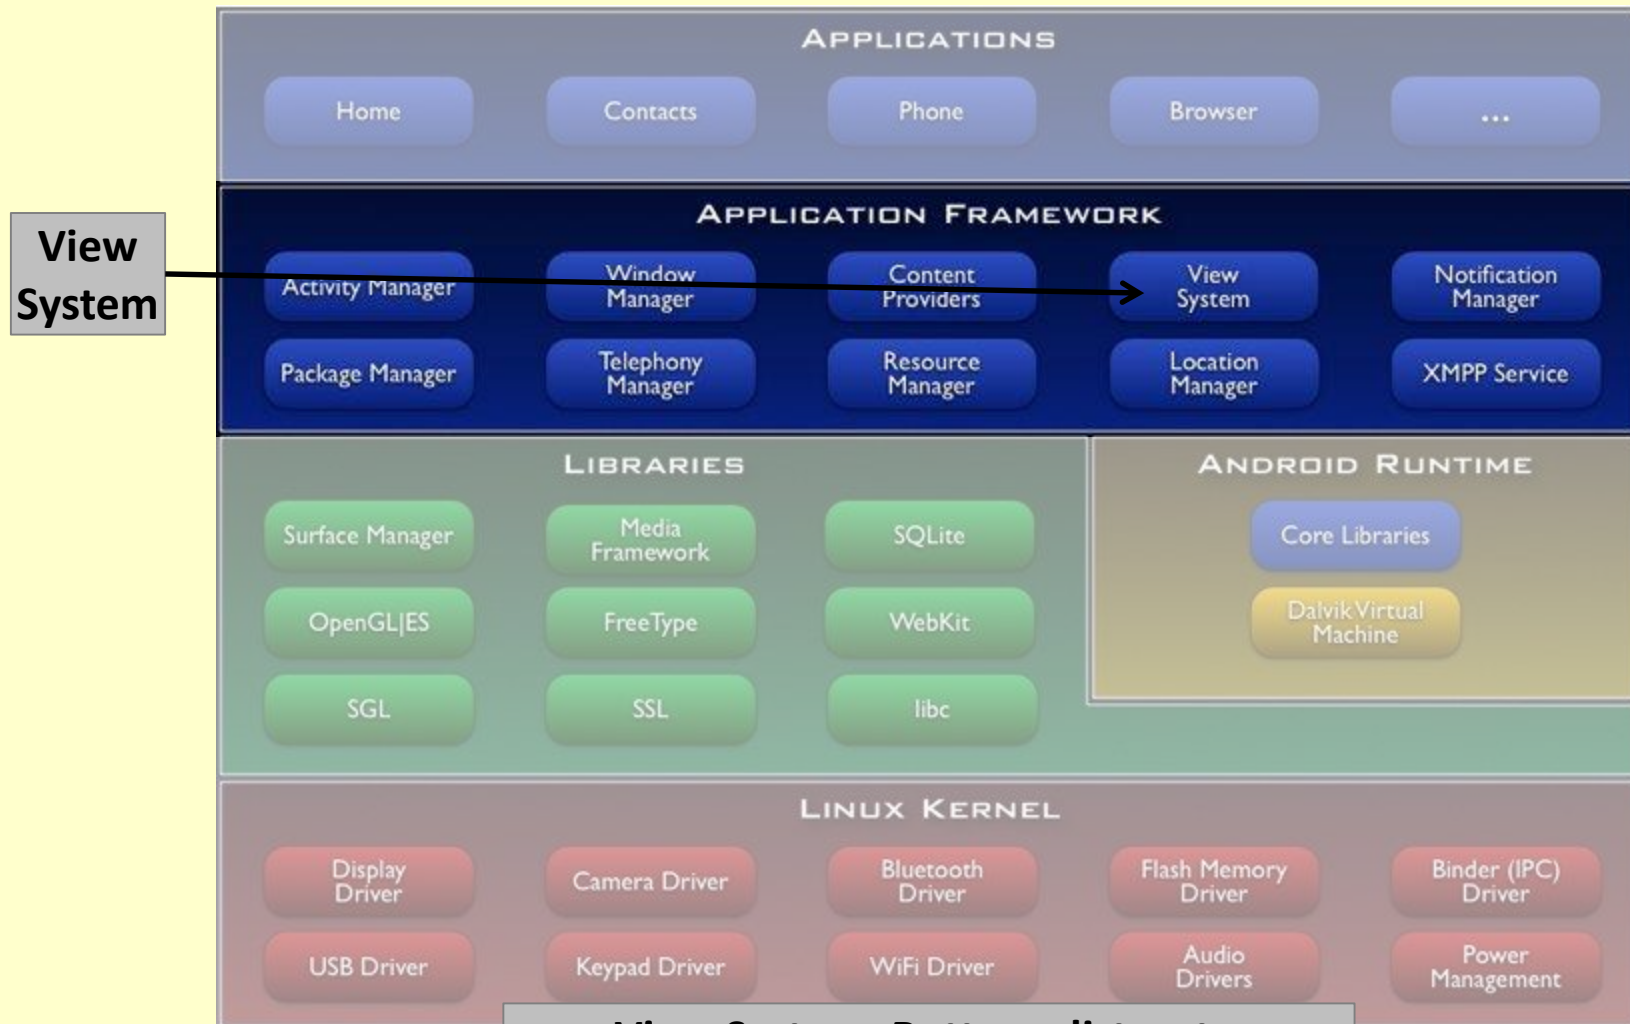 APPLICATIONS
Home
Contacts
Phone
Browser
...
View
System
APPLICATION FRAMEWORK
Activity Manager
Window
Manager
Content
Providers
View
System
Notification
Manager
Package Manager
Telephony
Manager
Resource
Manager
Location
Manager
XMPP Service
LIBRARIES
Surface Manager
Media
Framework
SQLite
OpenGL|ES
FreeType
WebKit
SGL
SSL
libc
ANDROID RUNTIME
Core Libraries
Dalvik Virtual
Machine
LINUX KERNEL
Display
Driver
Camera Driver
Bluetooth
Driver
Flash Memory
Driver
Binder (IPC)
Driver
USB Driver
Keypad Driver
WiFi Driver
Audio
Drivers
Power
Management